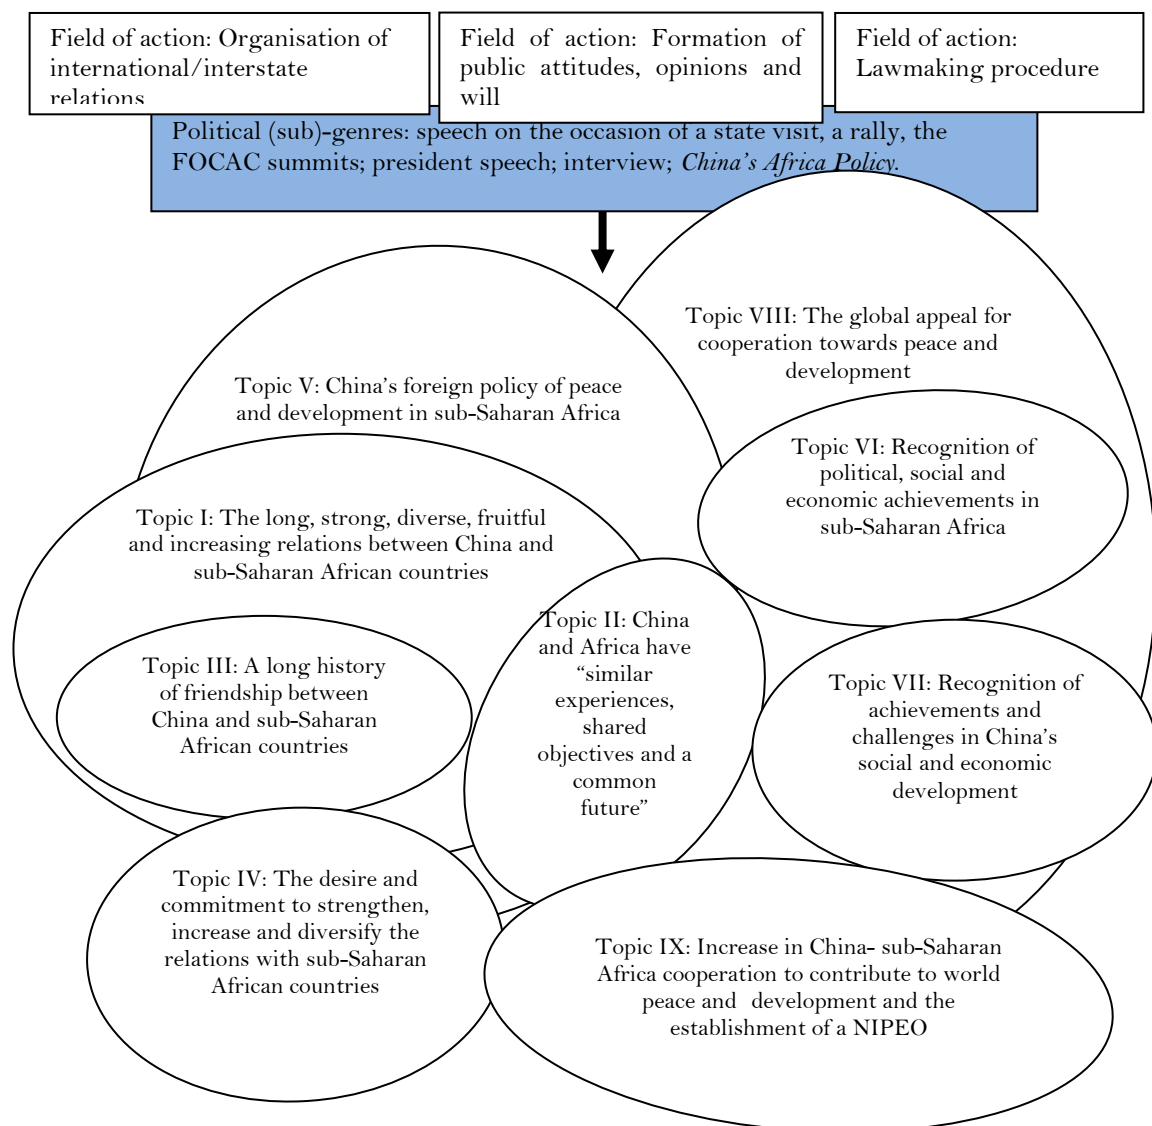 Field of action: Organisation of
international/interstate
relations
Field of action: Formation of
public attitudes, opinions and
will
Field of action:
Lawmaking procedure
Political (sub)-genres: speech on the occasion of a state visit, a rally, the
FOCAC summits; president speech; interview; China's Africa Policy.
Topic VIII: The global appeal for
cooperation towards peace and
development
Topic V: China's foreign policy of peace
and development in sub-Saharan Africa
Topic VI: Recognition of
political, social and
economic achievements in
sub-Saharan Africa
Topic I: The long, strong, diverse, fruitful
and increasing relations between China and
sub-Saharan African countries
Topic II: China
and Africa have
“similar
experiences,
shared
objectives and a
common
future”
Topic III: A long history
of friendship between
China and sub-Saharan
African countries
Topic VII: Recognition of
achievements and
challenges in China's
social and economic
development
Topic IV: The desire and
commitment to strengthen,
increase and diversify the
relations with sub-Saharan
African countries
Topic IX: Increase in China- sub-Saharan
Africa cooperation to contribute to world
peace and development and the
establishment of a NIPEO